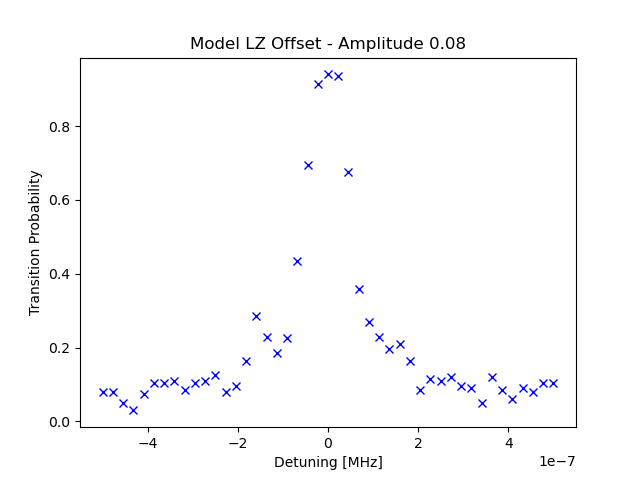 Model LZ Offset - Amplitude 0.08
Transition Probability
0.8
0.6
0.4
0.2
0.0
−4
−2
0
2
4
1e−7
Detuning [MHz]